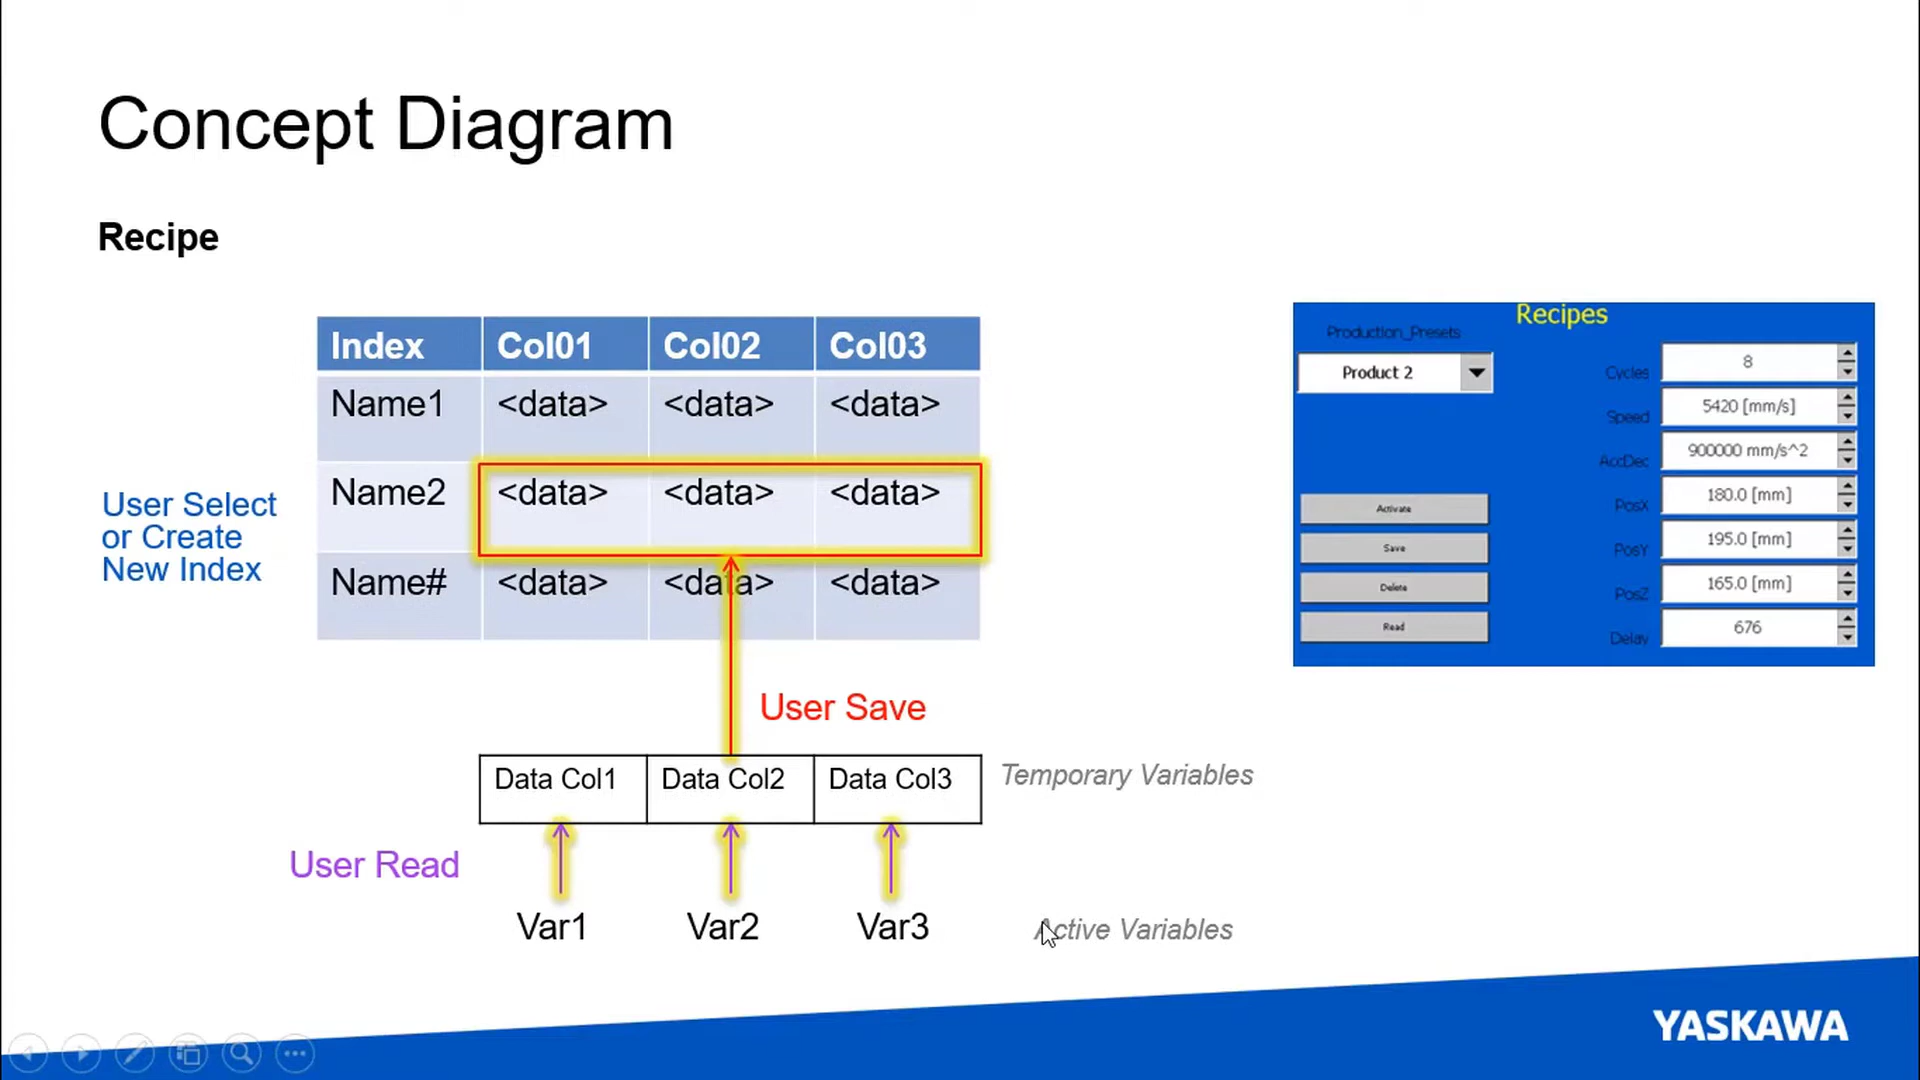 Concept Diagram
Recipe
Index Col01 Col02 Col03
Name1 <data> <data> <data>
Name2 <data> <data> <data>
Name# <data> <data> <data>
User Select
or Create
New Index
User Save
Data Col1 Data Col2 Data Col3
Temporary Variables
User Read
Var1 Var2 Var3
Active Variables
Recipes
Production_Presets
Product 2
Activate
Save
Delete
Read
Cycles 8
Speed 5420 [mm/s]
AccDec 900000 mm/s^2
PosX 180.0 [mm]
PosY 195.0 [mm]
PosZ 165.0 [mm]
Delay 676
YASKAWA